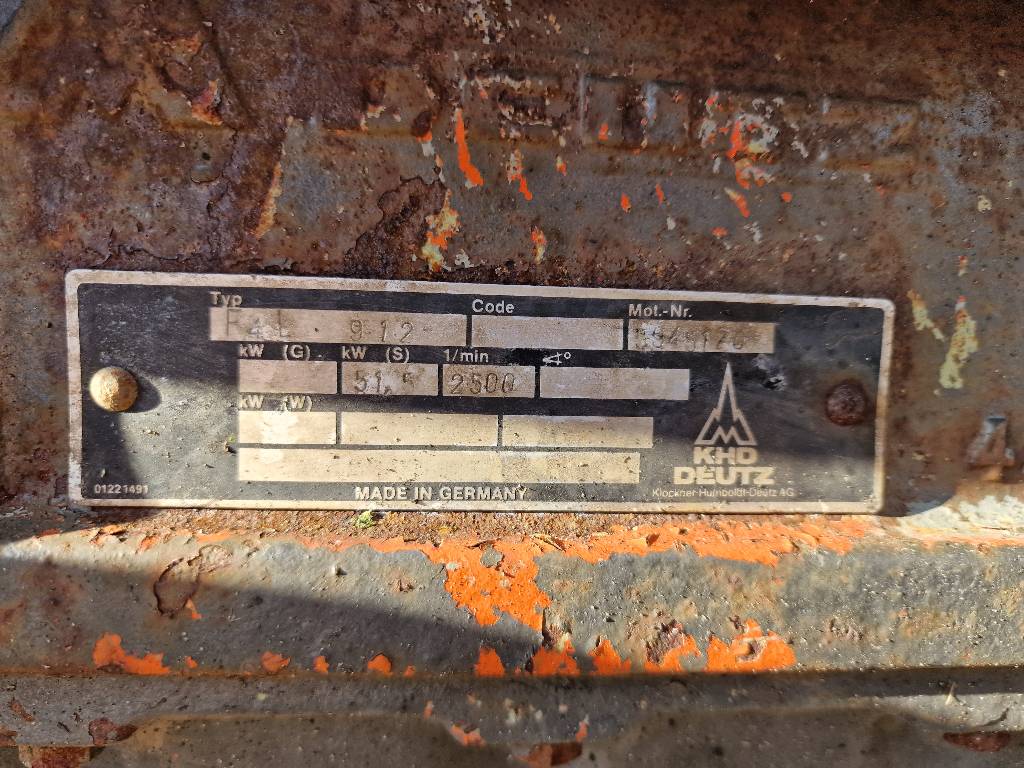 Typ Code Mot.-Nr.
F4L 912
kW (G) kW (S) 1/min ∢°
51,5 2500
kW (W)
KHD
DEUTZ
Klöckner-Humboldt-Deutz AG
01221491
MADE IN GERMANY